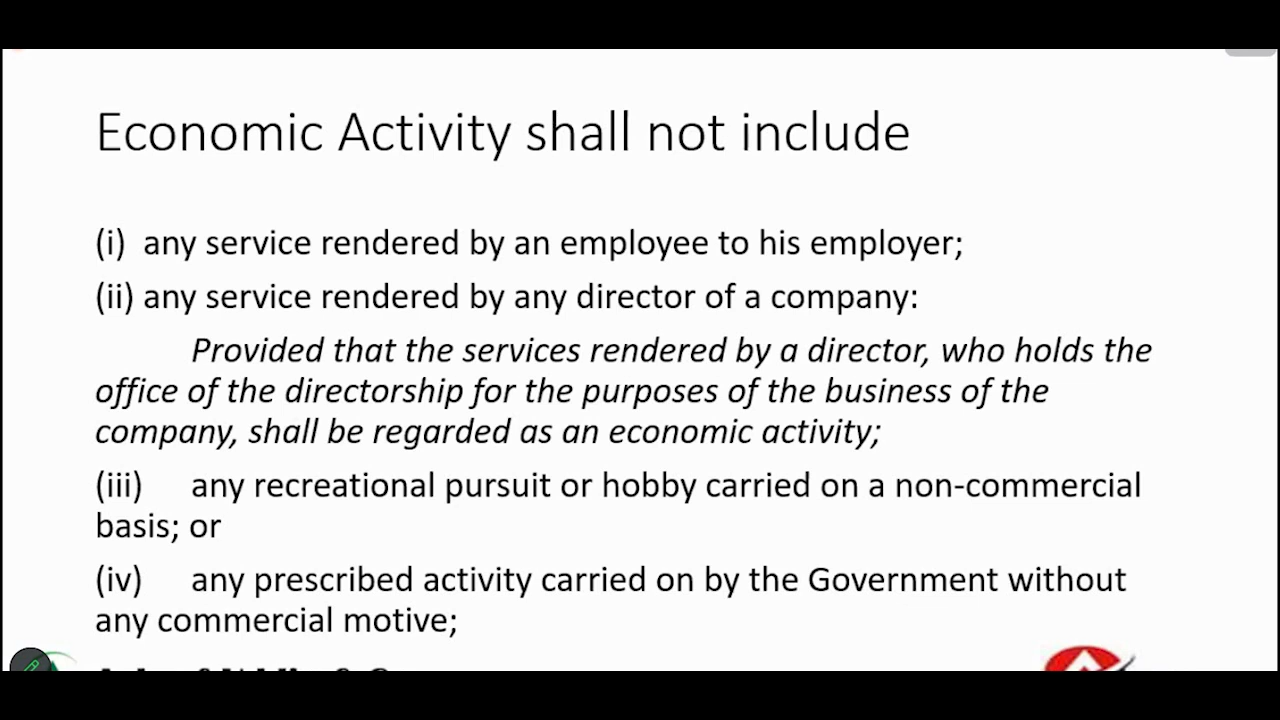 Economic Activity shall not include
(i) any service rendered by an employee to his employer;
(ii) any service rendered by any director of a company:
Provided that the services rendered by a director, who holds the
office of the directorship for the purposes of the business of the
company, shall be regarded as an economic activity;
(iii) any recreational pursuit or hobby carried on a non-commercial
basis; or
(iv) any prescribed activity carried on by the Government without
any commercial motive;